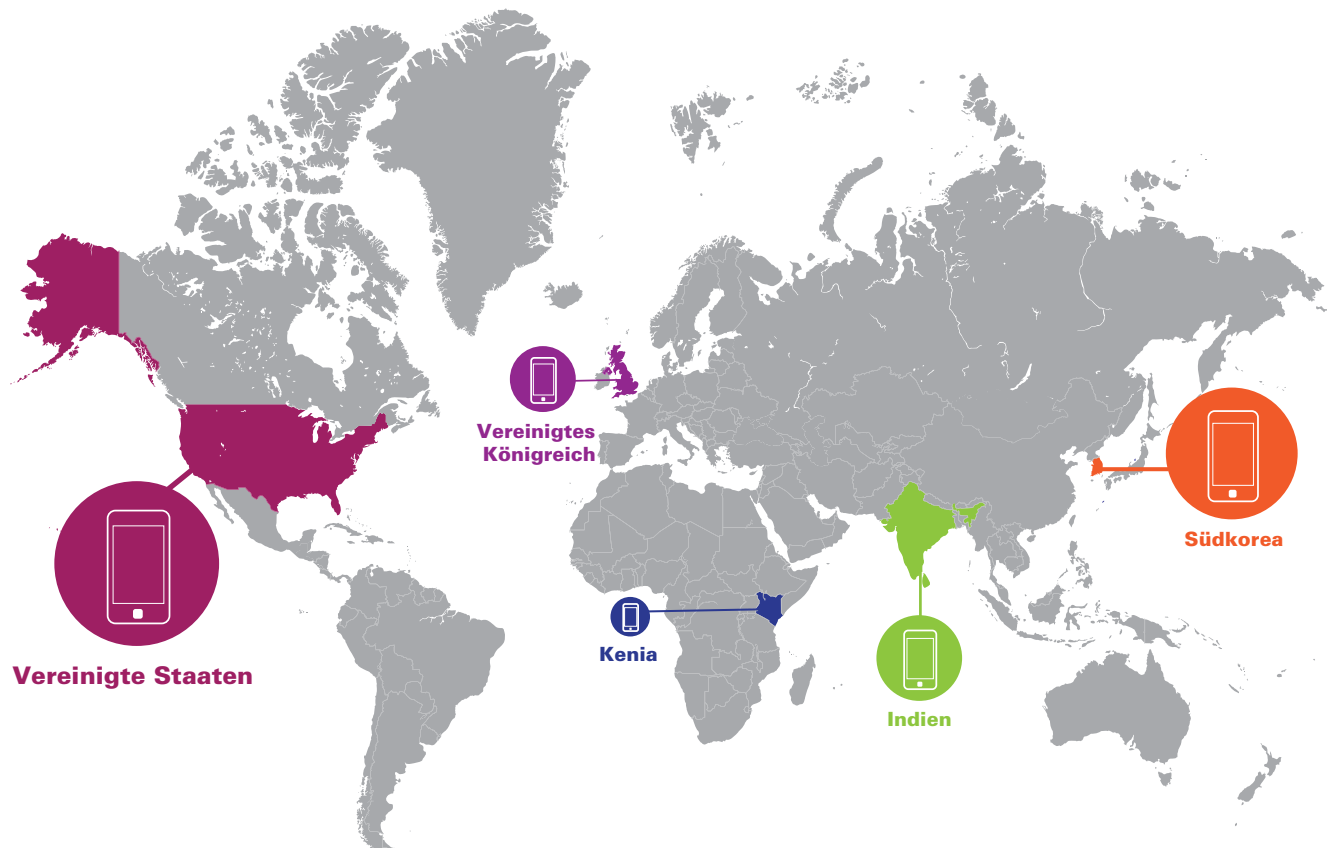 Vereinigtes
Königreich
Südkorea
Kenia
Vereinigte Staaten
Indien